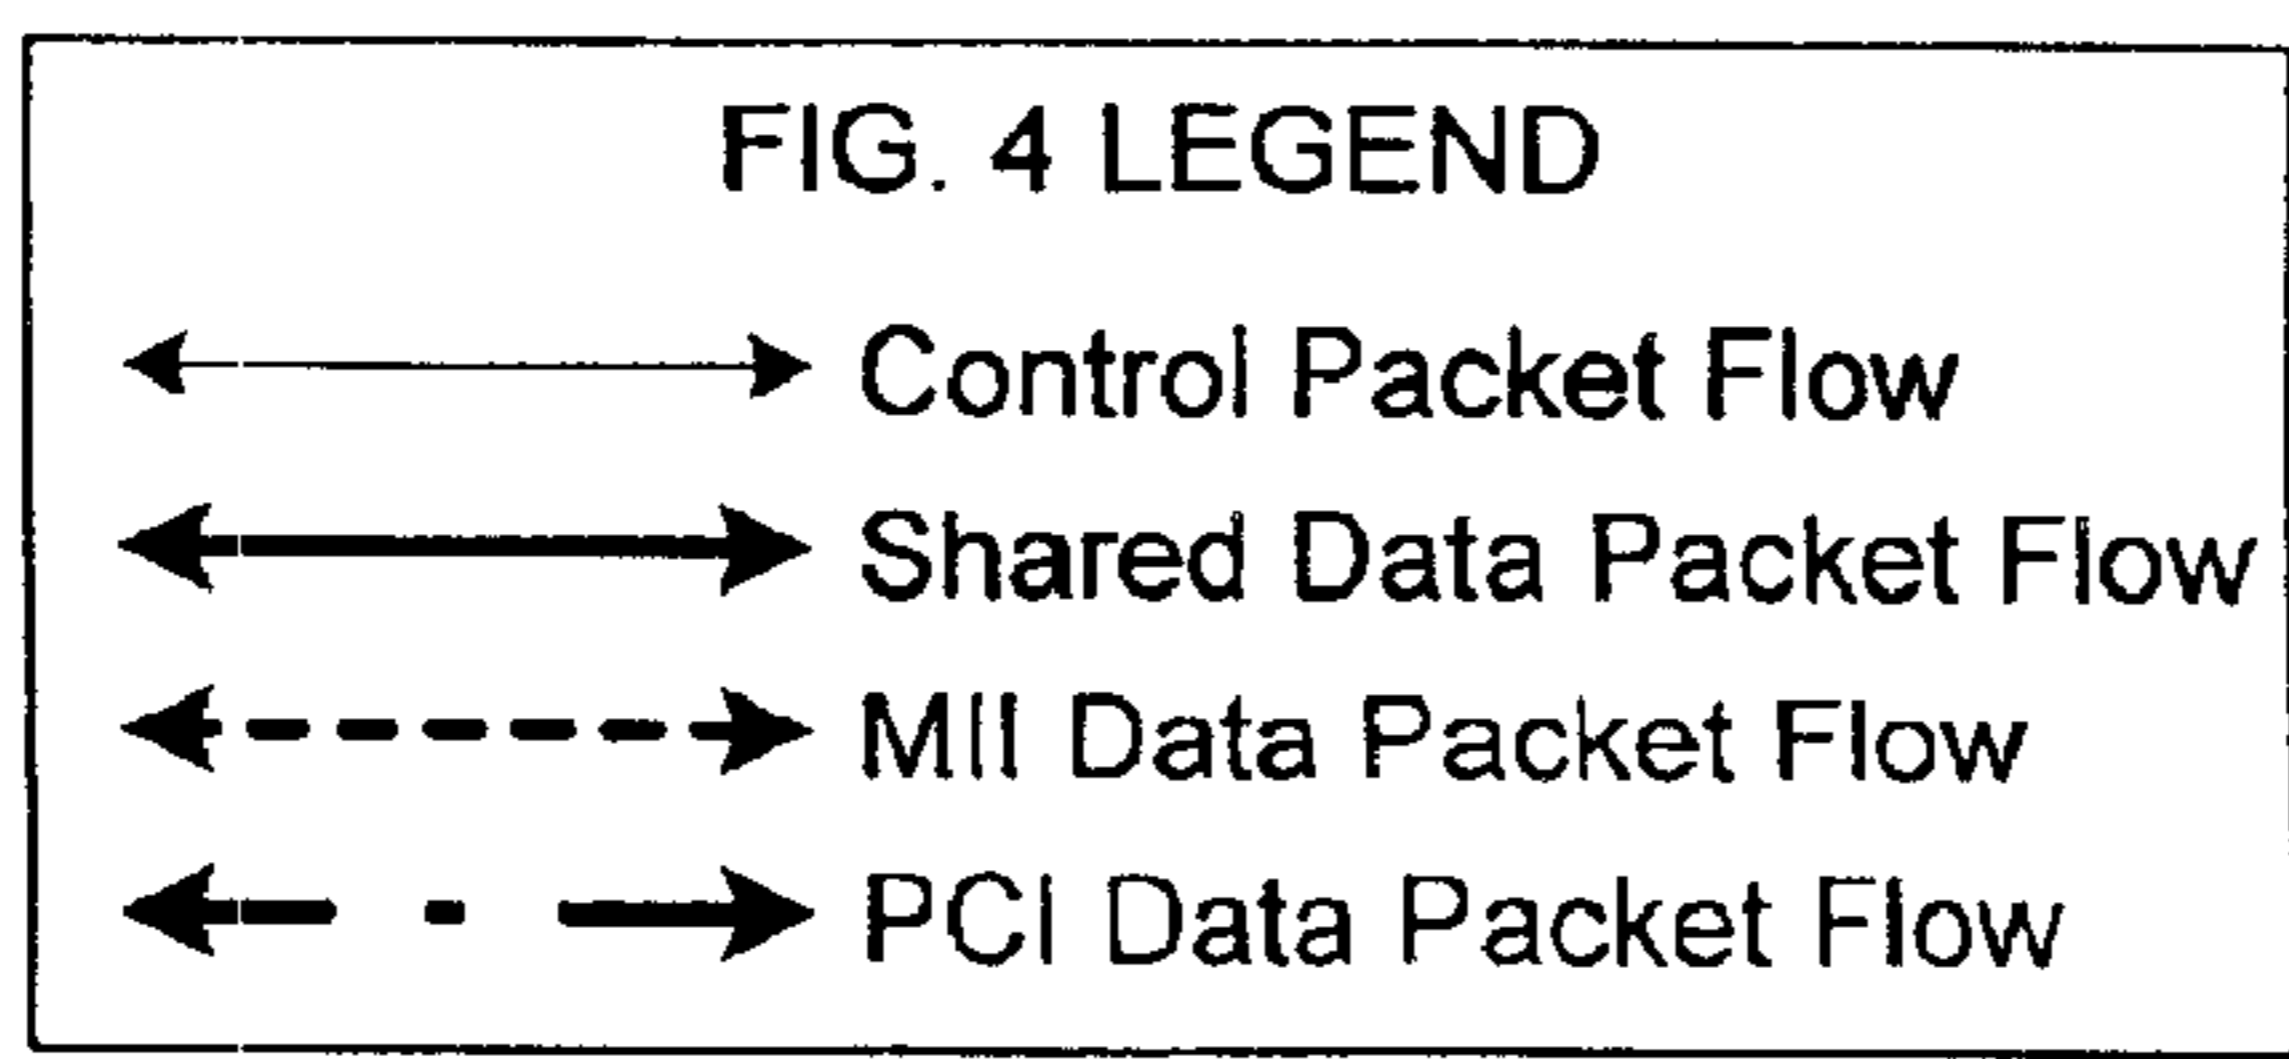 FIG. 4 LEGEND
Control Packet Flow
Shared Data Packet Flow
MII Data Packet Flow
PCI Data Packet Flow